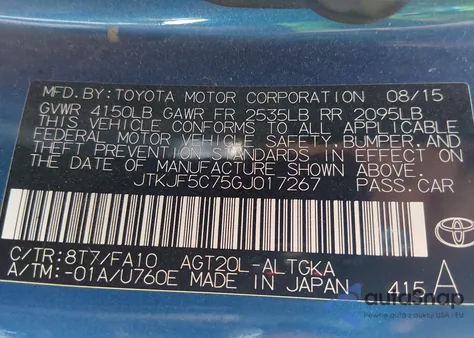 MFD.BY:TOYOTA MOTOR CORPORATION 08/15
GVWR 4150LB GAWR FR 2535LB RR 2095LB
THIS VEHICLE CONFORMS TO ALL APPLICABLE
FEDERAL MOTOR VEHICLE SAFETY, BUMPER, AND
THEFT PREVENTION STANDARDS IN EFFECT ON
THE DATE OF MANUFACTURE SHOWN ABOVE.
JTKJF5C75GJ017267 PASS.CAR
C/TR:8T7/FA10 AGT20L-ALTGKA
A/TM:-01A/U760E MADE IN JAPAN 415 A
TOYOTA
autosnap